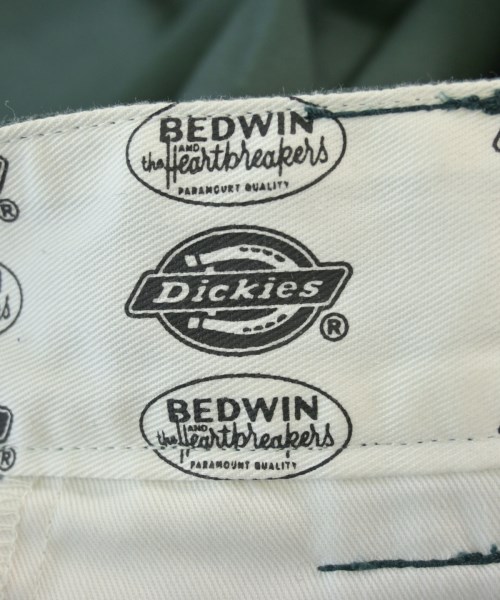 BEDWIN
AND
the Heartbreakers
PARAMOUNT QUALITY
Dickies
®
BEDWIN
AND
the Heartbreakers
PARAMOUNT QUALITY
®
®